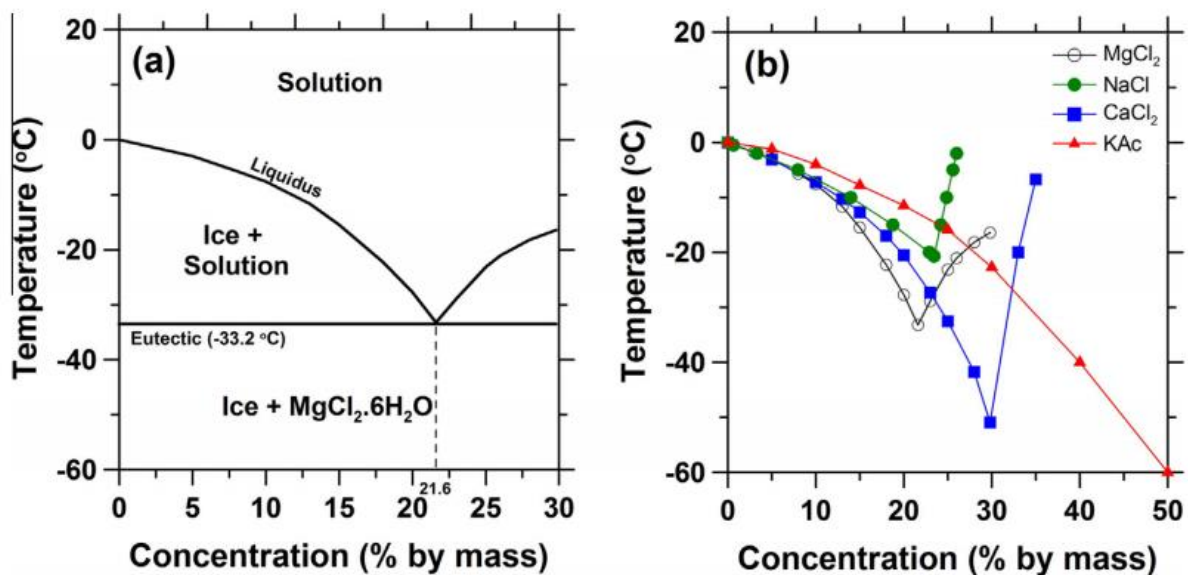 20
0
-20
-40
-60
Temperature (°C)
(a)
Solution
Liquidus
Ice +
Solution
Eutectic (-33.2 °C)
Ice + MgCl₂.6H₂O
21.6
0 5 10 15 20 25 30
Concentration (% by mass)
20
0
-20
-40
-60
Temperature (°C)
(b)
MgCl₂
NaCl
CaCl₂
KAc
0 10 20 30 40 50
Concentration (% by mass)